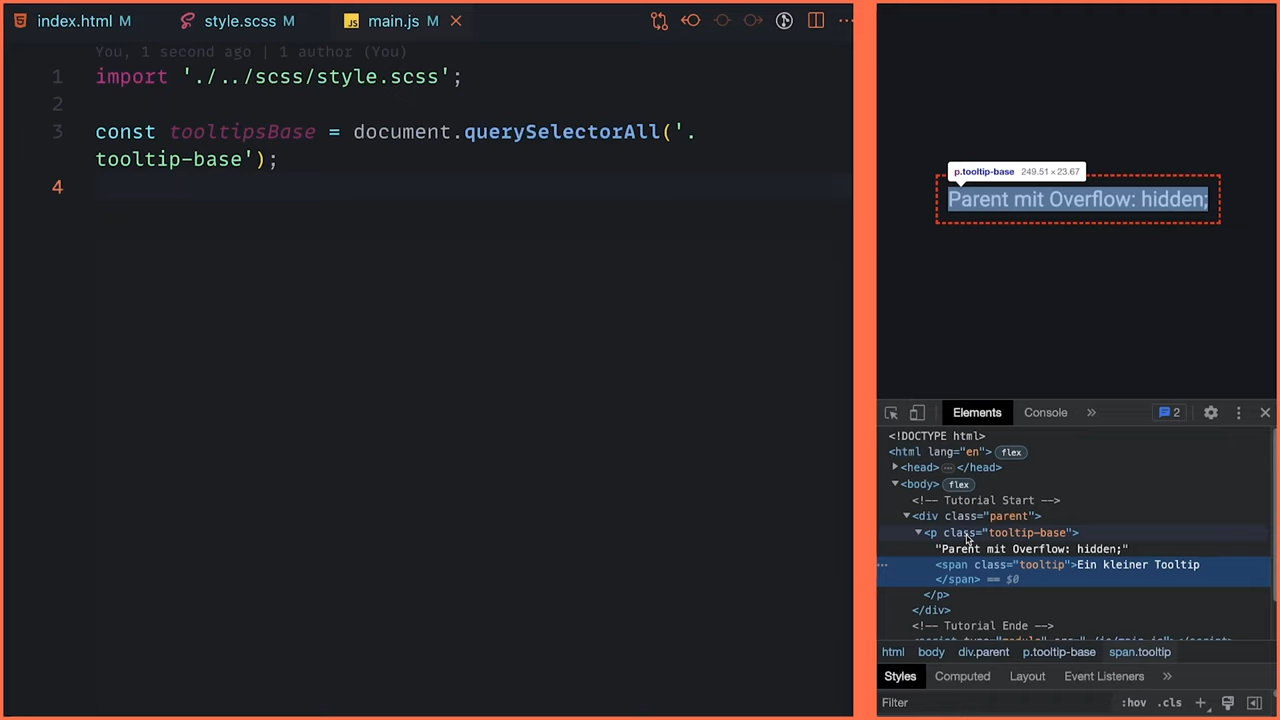 index.html M
style.scss M
JS main.js M
You, 1 second ago | 1 author (You)
1 import './../scss/style.scss';
2
3 const tooltipsBase = document.querySelectorAll('.
tooltip-base');
4
p.tooltip-base 249.51 × 23.67
Parent mit Overflow: hidden;
Elements Console » 2
<!DOCTYPE html>
<html lang="en"> flex
<head> ⋯ </head>
<body> flex
<!-- Tutorial Start -->
<div class="parent">
<p class="tooltip-base">
"Parent mit Overflow: hidden;"
<span class="tooltip">Ein kleiner Tooltip
</span> == $0
</p>
</div>
<!-- Tutorial Ende -->
html body div.parent p.tooltip-base span.tooltip
Styles Computed Layout Event Listeners »
Filter :hov .cls +